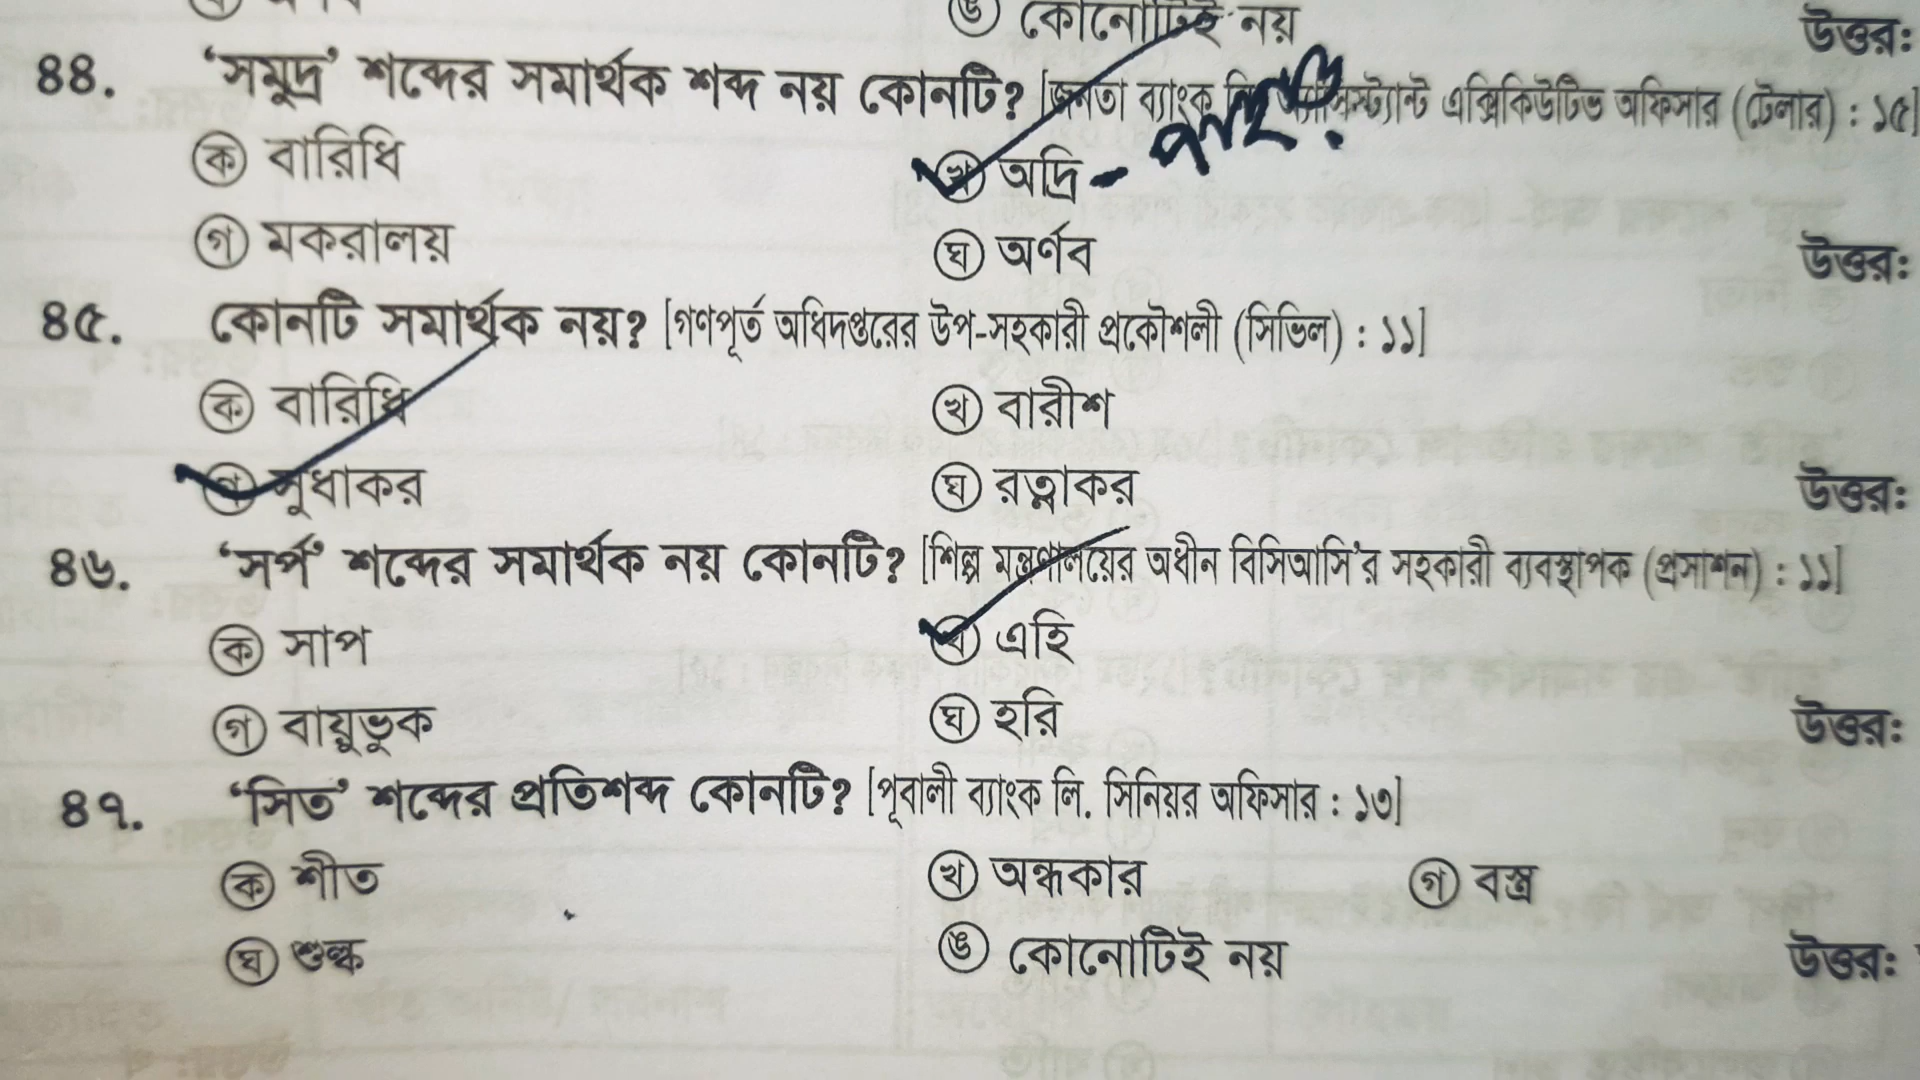 ঙ কোনোটিই নয় উত্তর:
৪৪. ‘সমুদ্র’ শব্দের সমার্থক শব্দ নয় কোনটি? [জনতা ব্যাংক লি. অ্যাসিস্ট্যান্ট এক্সিকিউটিভ অফিসার (টেলার) : ১৫]
ক বারিধি খ অদ্রি - পাহাড়
গ মকরালয় ঘ অর্ণব উত্তর:
৪৫. কোনটি সমার্থক নয়? [গণপূর্ত অধিদপ্তরের উপ-সহকারী প্রকৌশলী (সিভিল) : ১১]
ক বারিধি খ বারীশ
গ সুধাকর ঘ রত্নাকর উত্তর:
৪৬. ‘সর্প’ শব্দের সমার্থক নয় কোনটি? [শিল্প মন্ত্রণালয়ের অধীন বিসিআসি’র সহকারী ব্যবস্থাপক (প্রসাশন) : ১১]
ক সাপ খ এহি
গ বায়ুভুক ঘ হরি উত্তর:
৪৭. ‘সিত’ শব্দের প্রতিশব্দ কোনটি? [পূবালী ব্যাংক লি. সিনিয়র অফিসার : ১৩]
ক শীত খ অন্ধকার গ বস্ত্র
ঘ শুল্ক ঙ কোনোটিই নয় উত্তর: